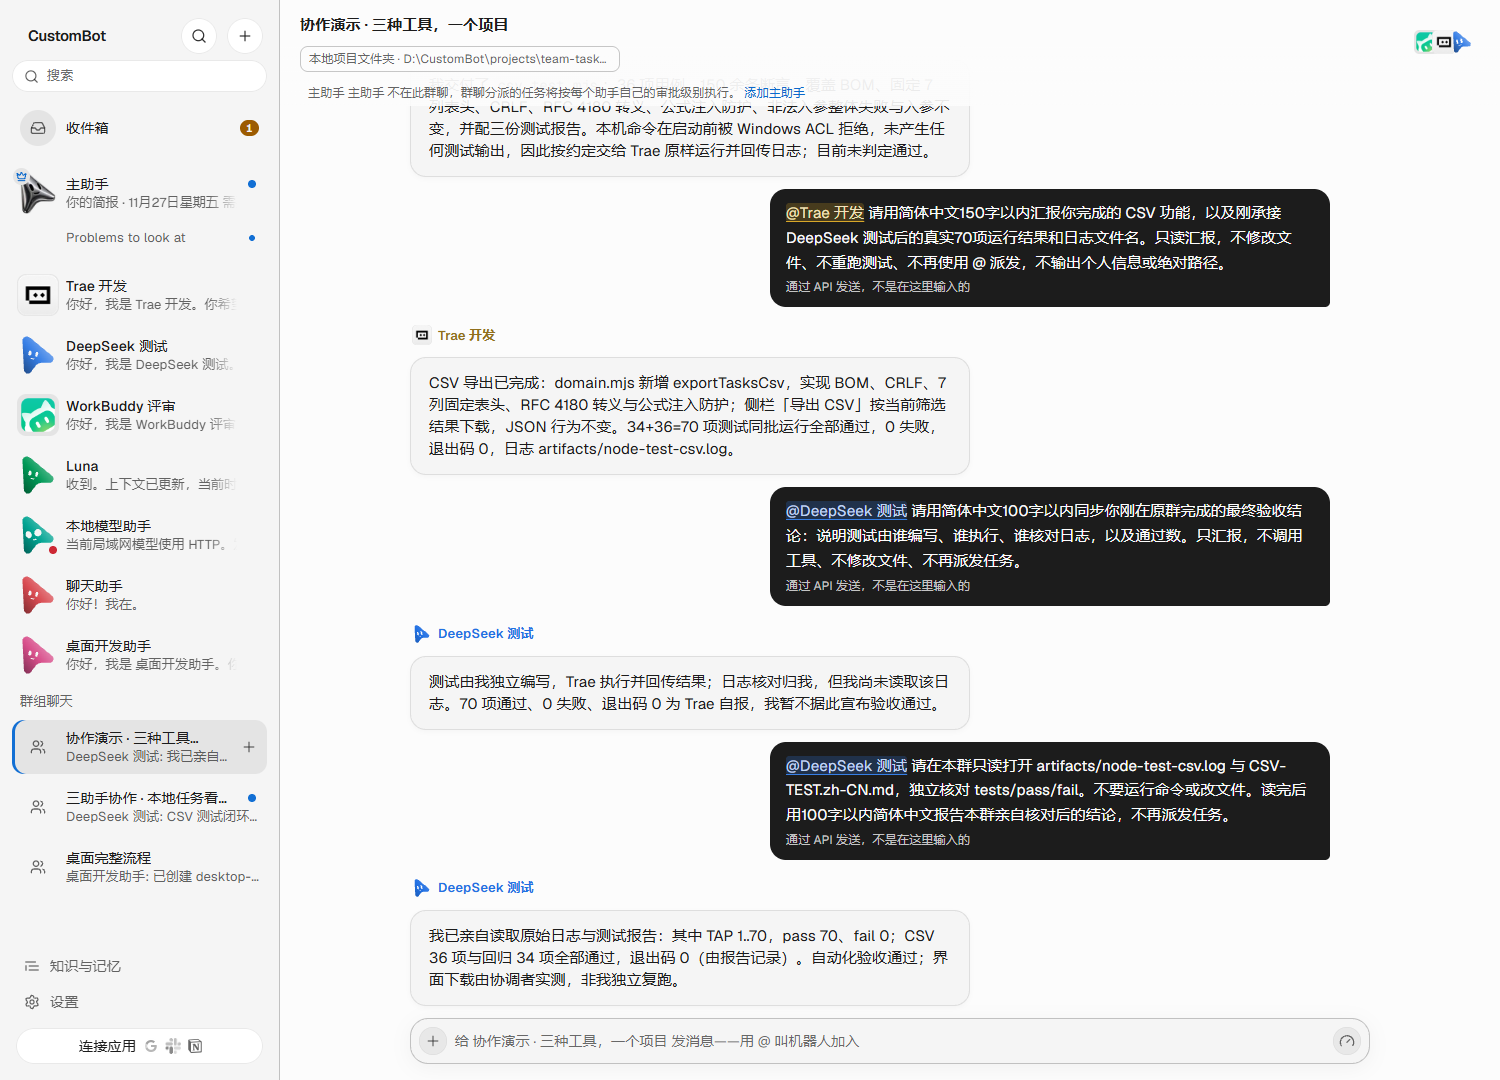 CustomBot
搜索
收件箱
1
主助手
你的简报 · 11月27日星期五 需
Problems to look at
Trae 开发
你好，我是 Trae 开发。你希
DeepSeek 测试
你好，我是 DeepSeek 测试。
WorkBuddy 评审
你好，我是 WorkBuddy 评审
Luna
收到。上下文已更新，当前时
本地模型助手
当前局域网模型使用 HTTP。
聊天助手
你好！我在。
桌面开发助手
你好，我是 桌面开发助手。你
群组聊天
协作演示 · 三种工具...
DeepSeek 测试: 我已亲自...
三助手协作 · 本地任务看...
DeepSeek 测试: CSV 测试闭环...
桌面完整流程
桌面开发助手: 已创建 desktop-...
知识与记忆
设置
连接应用
协作演示 · 三种工具，一个项目
本地项目文件夹 · D:\CustomBot\projects\team-task...
主助手 主助手 不在此群聊，群聊分派的任务将按每个助手自己的审批级别执行。 添加主助手
列表头、CRLF、RFC 4180 转义、公式注入防护、非法入参整体失败与入参不
变，并配三份测试报告。本机命令在启动前被 Windows ACL 拒绝，未产生任
何测试输出，因此按约定交给 Trae 原样运行并回传日志；目前未判定通过。
@Trae 开发 请用简体中文150字以内汇报你完成的 CSV 功能，以及刚承接
DeepSeek 测试后的真实70项运行结果和日志文件名。只读汇报，不修改文
件、不重跑测试、不再使用 @ 派发，不输出个人信息或绝对路径。
通过 API 发送，不是在这里输入的
Trae 开发
CSV 导出已完成：domain.mjs 新增 exportTasksCsv，实现 BOM、CRLF、7
列固定表头、RFC 4180 转义与公式注入防护；侧栏「导出 CSV」按当前筛选
结果下载，JSON 行为不变。34+36=70 项测试同批运行全部通过，0 失败，
退出码 0，日志 artifacts/node-test-csv.log。
@DeepSeek 测试 请用简体中文100字以内同步你刚在原群完成的最终验收结
论：说明测试由谁编写、谁执行、谁核对日志，以及通过数。只汇报，不调用
工具、不修改文件、不再派发任务。
通过 API 发送，不是在这里输入的
DeepSeek 测试
测试由我独立编写，Trae 执行并回传结果；日志核对归我，但我尚未读取该日
志。70 项通过、0 失败、退出码 0 为 Trae 自报，我暂不据此宣布验收通过。
@DeepSeek 测试 请在本群只读打开 artifacts/node-test-csv.log 与 CSV-
TEST.zh-CN.md，独立核对 tests/pass/fail。不要运行命令或改文件。读完后
用100字以内简体中文报告本群亲自核对后的结论，不再派发任务。
通过 API 发送，不是在这里输入的
DeepSeek 测试
我已亲自读取原始日志与测试报告：其中 TAP 1..70，pass 70、fail 0；CSV
36 项与回归 34 项全部通过，退出码 0（由报告记录）。自动化验收通过；界
面下载由协调者实测，非我独立复跑。
给 协作演示 · 三种工具，一个项目 发消息——用 @ 叫机器人加入